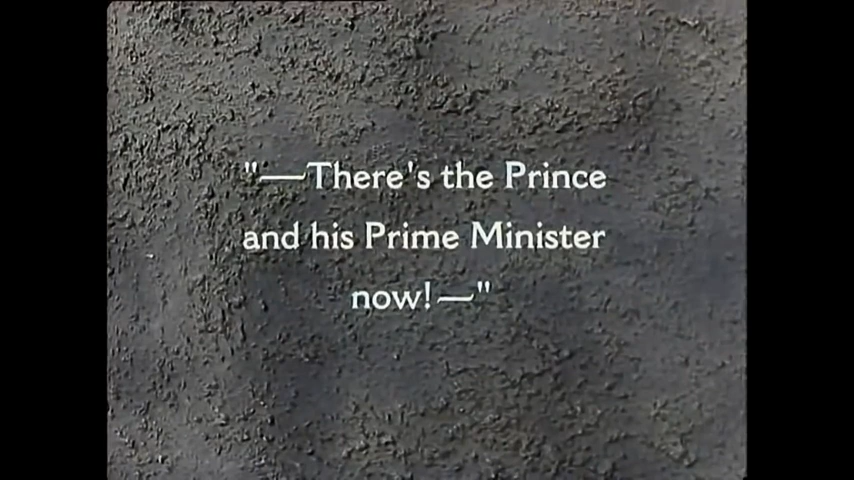 "—There's the Prince
and his Prime Minister
now!—"